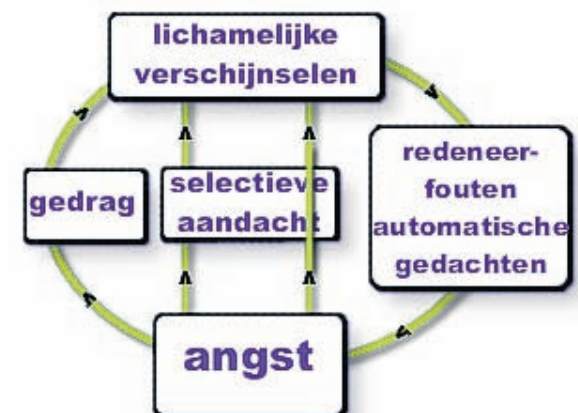 lichamelijke
verschijnselen
gedrag
selectieve
aandacht
redeneer-
fouten
automatische
gedachten
angst